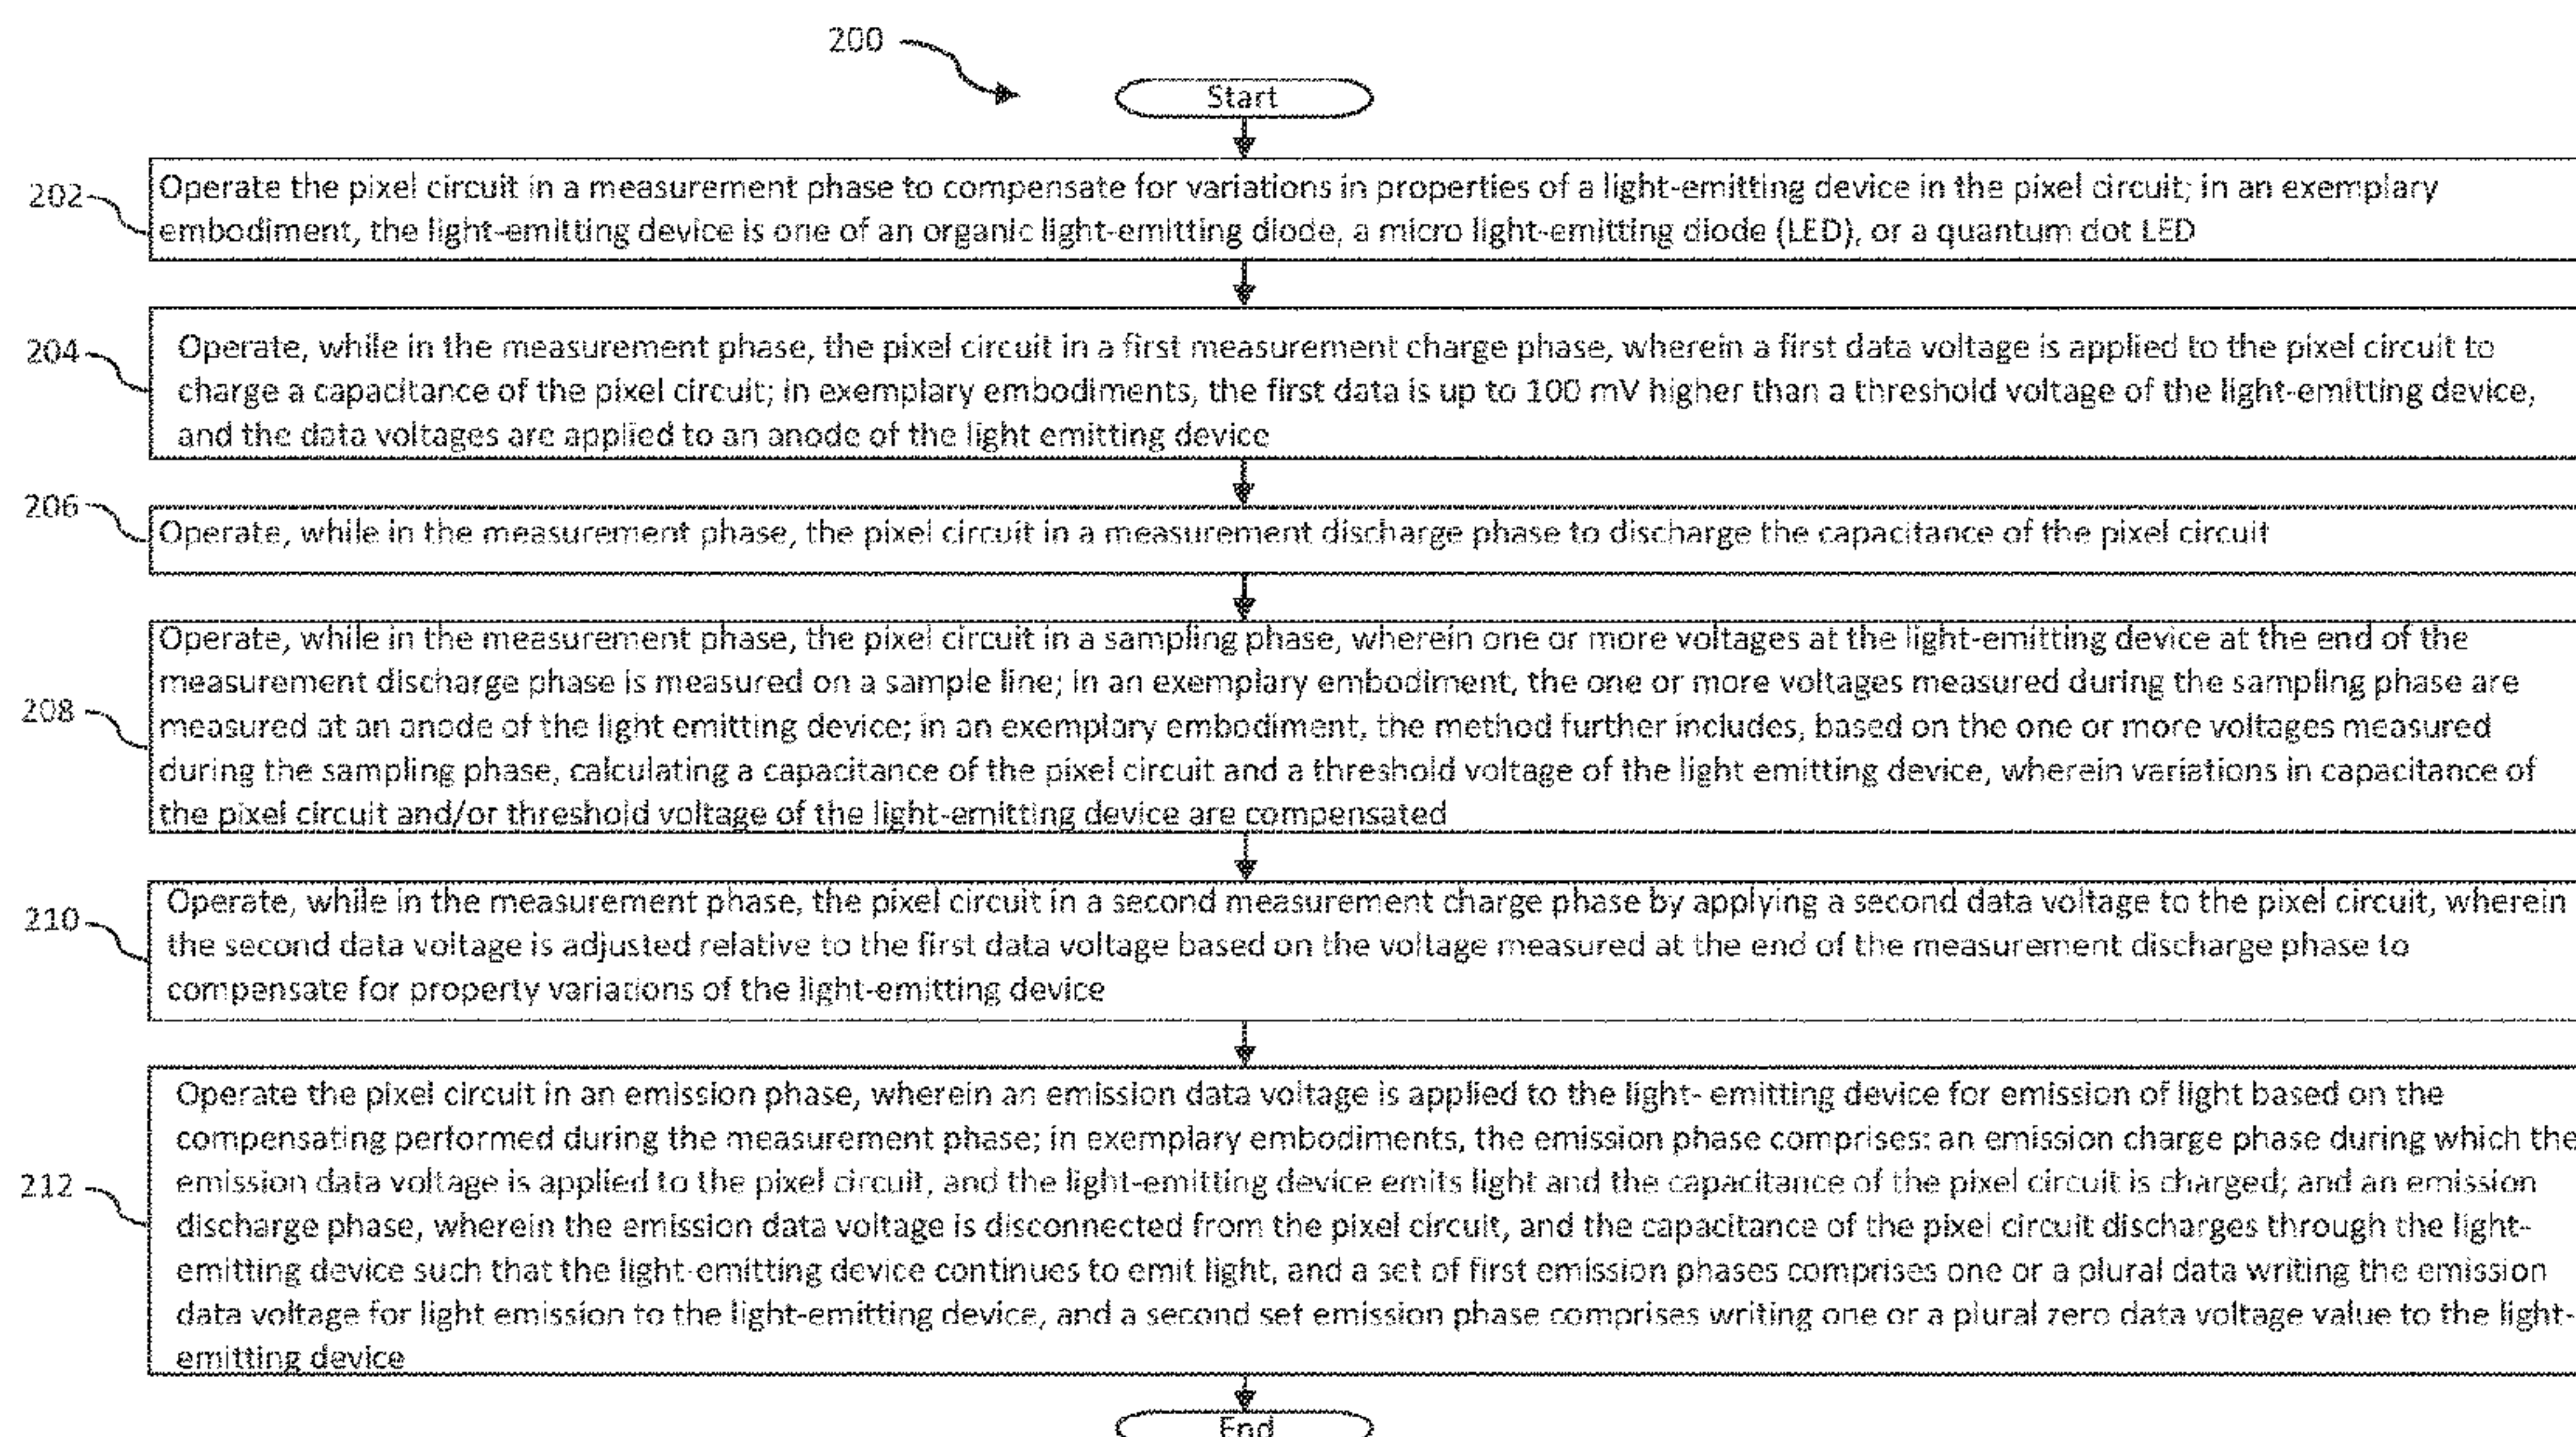 200
Start
202
Operate the pixel circuit in a measurement phase to compensate for variations in properties of a light-emitting device in the pixel circuit; in an exemplary
embodiment, the light-emitting device is one of an organic light-emitting diode, a micro light-emitting diode (LED), or a quantum dot LED
204
Operate, while in the measurement phase, the pixel circuit in a first measurement charge phase, wherein a first data voltage is applied to the pixel circuit to
charge a capacitance of the pixel circuit; in exemplary embodiments, the first data is up to 100 mV higher than a threshold voltage of the light-emitting device,
and the data voltages are applied to an anode of the light emitting device
206
Operate, while in the measurement phase, the pixel circuit in a measurement discharge phase to discharge the capacitance of the pixel circuit
208
Operate, while in the measurement phase, the pixel circuit in a sampling phase, wherein one or more voltages at the light-emitting device at the end of the
measurement discharge phase is measured on a sample line; in an exemplary embodiment, the one or more voltages measured during the sampling phase are
measured at an anode of the light emitting device; in an exemplary embodiment, the method further includes, based on the one or more voltages measured
during the sampling phase, calculating a capacitance of the pixel circuit and a threshold voltage of the light emitting device, wherein variations in capacitance of
the pixel circuit and/or threshold voltage of the light-emitting device are compensated
210
Operate, while in the measurement phase, the pixel circuit in a second measurement charge phase by applying a second data voltage to the pixel circuit, wherein
the second data voltage is adjusted relative to the first data voltage based on the voltage measured at the end of the measurement discharge phase to
compensate for property variations of the light-emitting device
212
Operate the pixel circuit in an emission phase, wherein an emission data voltage is applied to the light- emitting device for emission of light based on the
compensating performed during the measurement phase; in exemplary embodiments, the emission phase comprises: an emission charge phase during which the
emission data voltage is applied to the pixel circuit, and the light-emitting device emits light and the capacitance of the pixel circuit is charged; and an emission
discharge phase, wherein the emission data voltage is disconnected from the pixel circuit, and the capacitance of the pixel circuit discharges through the light-
emitting device such that the light-emitting device continues to emit light, and a set of first emission phases comprises one or a plural data writing the emission
data voltage for light emission to the light-emitting device, and a second set emission phase comprises writing one or a plural zero data voltage value to the light-
emitting device
End